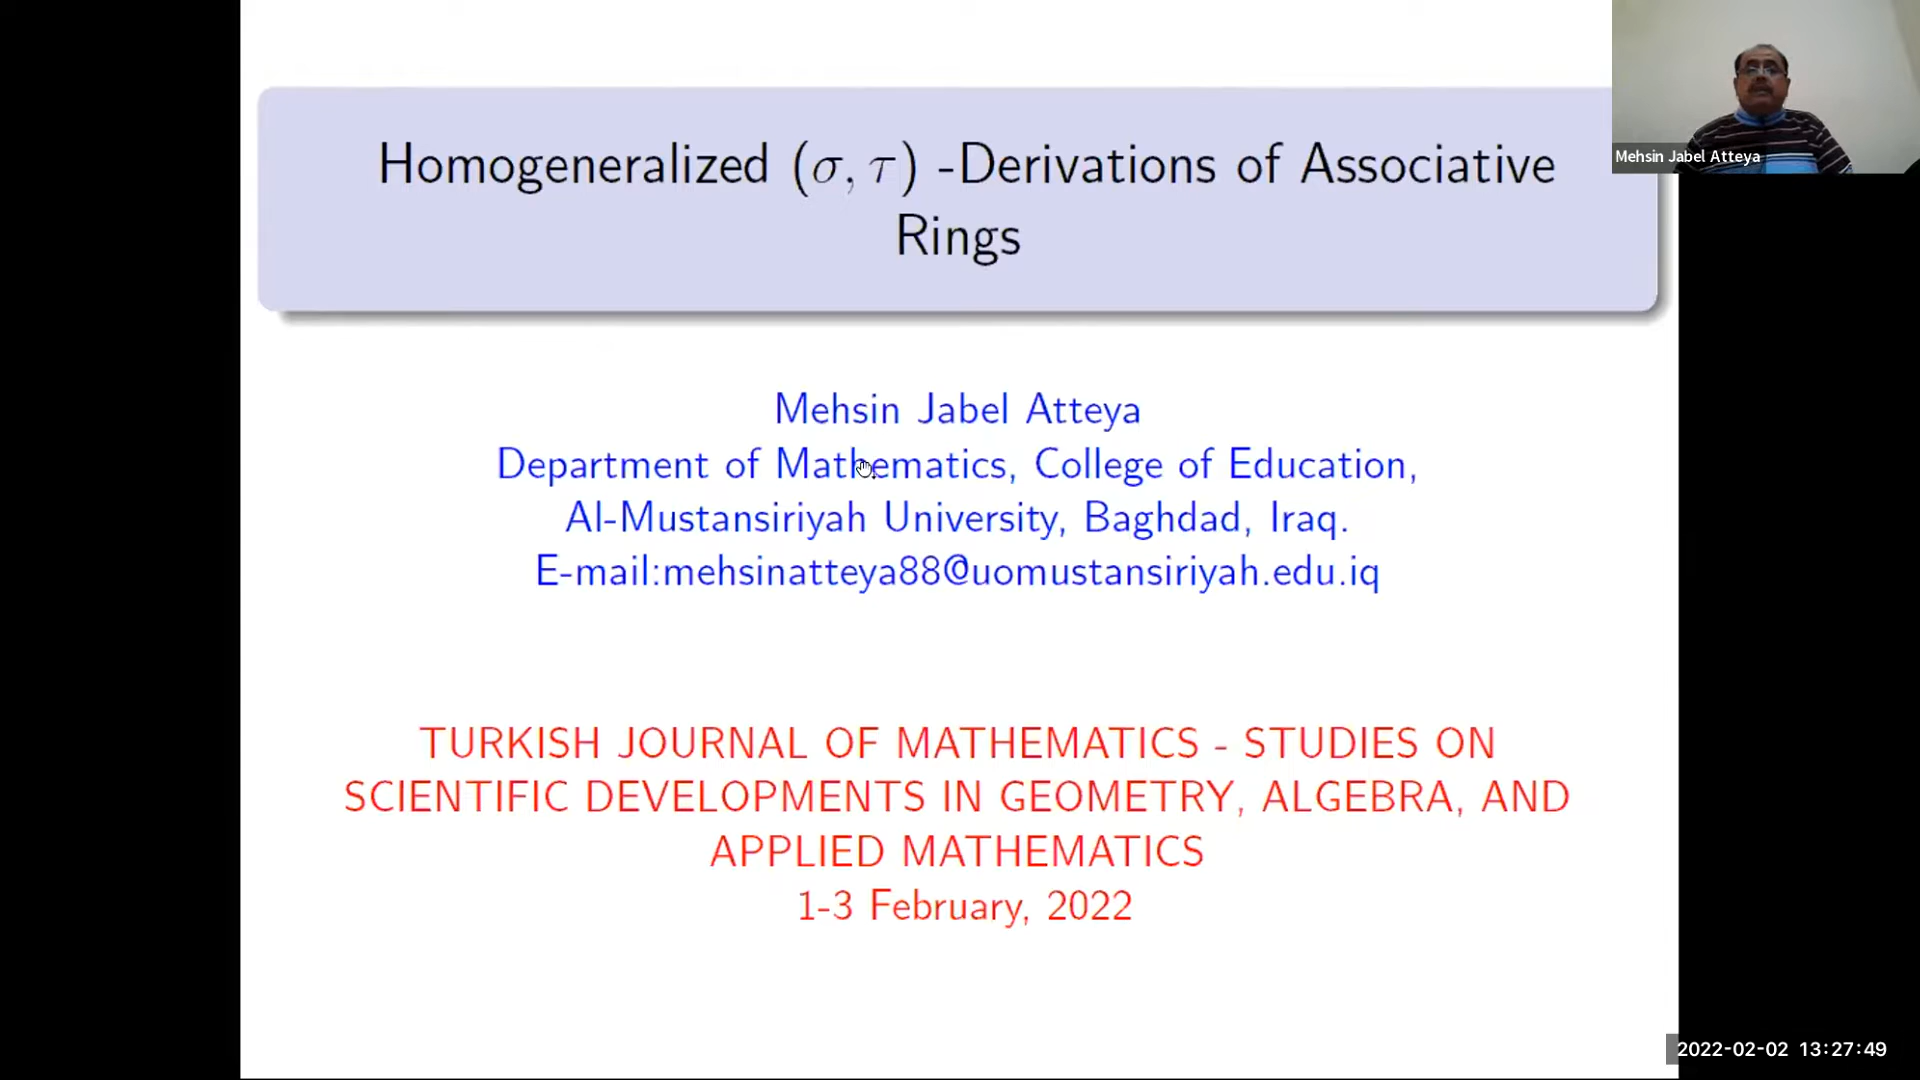 Homogeneralized (σ, τ) -Derivations of Associative
Rings
Mehsin Jabel Atteya
Mehsin Jabel Atteya
Department of Mathematics, College of Education,
Al-Mustansiriyah University, Baghdad, Iraq.
E-mail:mehsinatteya88@uomustansiriyah.edu.iq
TURKISH JOURNAL OF MATHEMATICS - STUDIES ON
SCIENTIFIC DEVELOPMENTS IN GEOMETRY, ALGEBRA, AND
APPLIED MATHEMATICS
1-3 February, 2022
2022-02-02 13:27:49